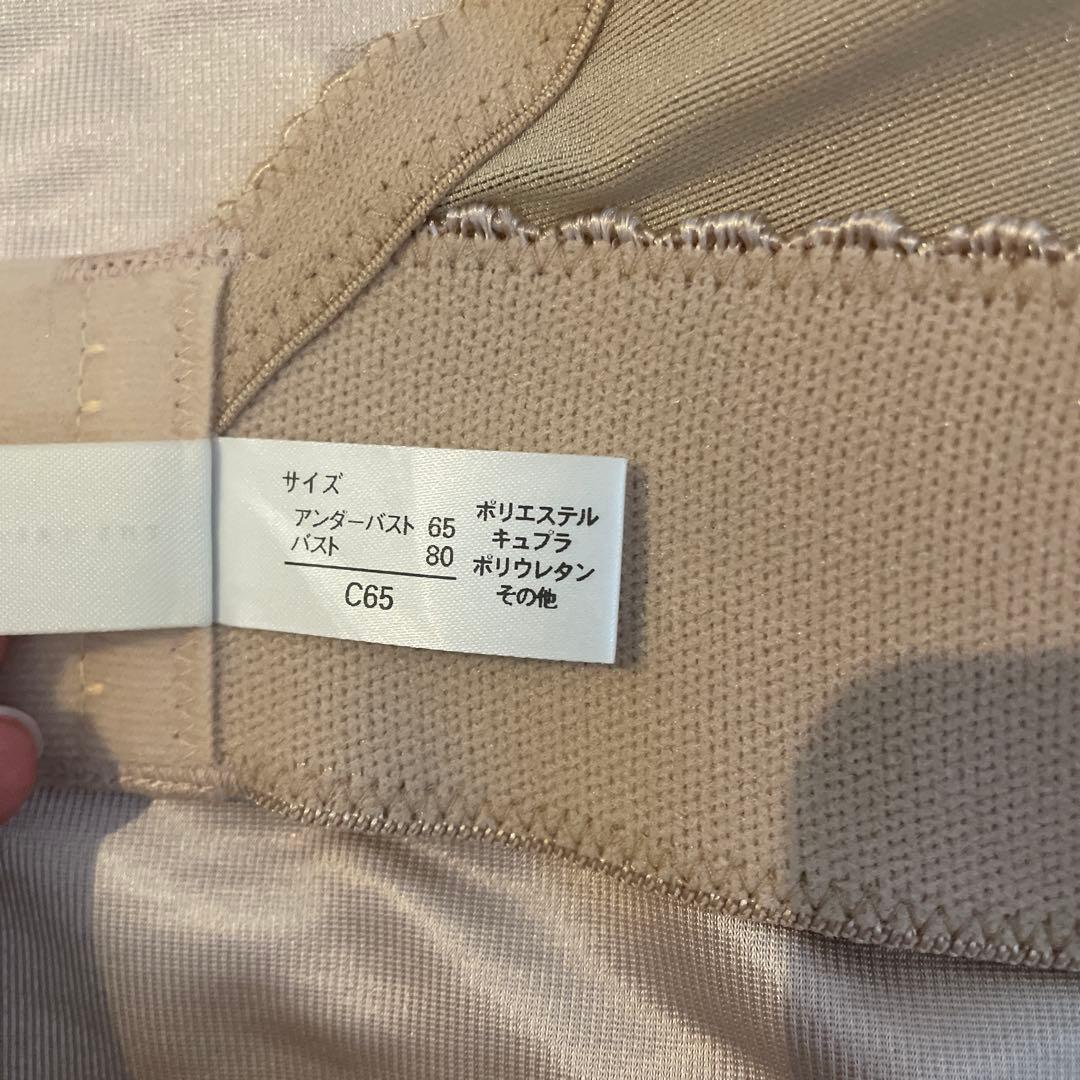 サイズ
アンダーバスト 65
バスト 80
C65
ポリエステル
キュプラ
ポリウレタン
その他